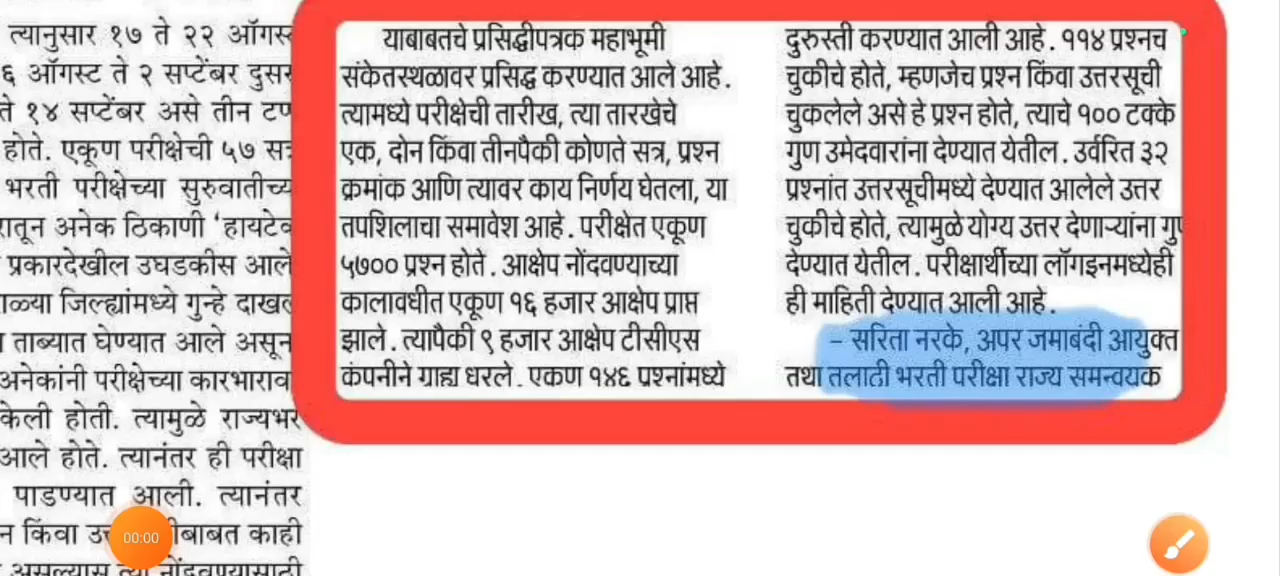 त्यानुसार १७ ते २२ ऑगस्
६ ऑगस्ट ते २ सप्टेंबर दुसर
ते १४ सप्टेंबर असे तीन टप्
होते. एकूण परीक्षेची ५७ सत्र
भरती परीक्षेच्या सुरुवातीच्य
रातून अनेक ठिकाणी 'हायटेक
प्रकारदेखील उघडकीस आले
ळ्या जिल्ह्यांमध्ये गुन्हे दाखल
ताब्यात घेण्यात आले असून
अनेकांनी परीक्षेच्या कारभाराव
केली होती. त्यामुळे राज्यभर
आले होते. त्यानंतर ही परीक्षा
पाडण्यात आली. त्यानंतर
न किंवा बाबत काही
असल्यास नोंदवण्यासाठी
याबाबतचे प्रसिद्धीपत्रक महाभूमी
संकेतस्थळावर प्रसिद्ध करण्यात आले आहे.
त्यामध्ये परीक्षेची तारीख, त्या तारखेचे
एक, दोन किंवा तीनपैकी कोणते सत्र, प्रश्न
क्रमांक आणि त्यावर काय निर्णय घेतला, या
तपशिलाचा समावेश आहे. परीक्षेत एकूण
५७०० प्रश्न होते. आक्षेप नोंदवण्याच्या
कालावधीत एकूण १६ हजार आक्षेप प्राप्त
झाले. त्यापैकी ९ हजार आक्षेप टीसीएस
कंपनीने ग्राह्य धरले. एकूण १४६ प्रश्नांमध्ये
दुरुस्ती करण्यात आली आहे. ११४ प्रश्नच
चुकीचे होते, म्हणजेच प्रश्न किंवा उत्तरसूची
चुकलेले असे हे प्रश्न होते, त्याचे १०० टक्के
गुण उमेदवारांना देण्यात येतील. उर्वरित ३२
प्रश्नांत उत्तरसूचीमध्ये देण्यात आलेले उत्तर
चुकीचे होते, त्यामुळे योग्य उत्तर देणाऱ्यांना गुण
देण्यात येतील. परीक्षार्थीच्या लॉगइनमध्येही
ही माहिती देण्यात आली आहे.
– सरिता नरके, अपर जमाबंदी आयुक्त
तथा तलाठी भरती परीक्षा राज्य समन्वयक
00:00